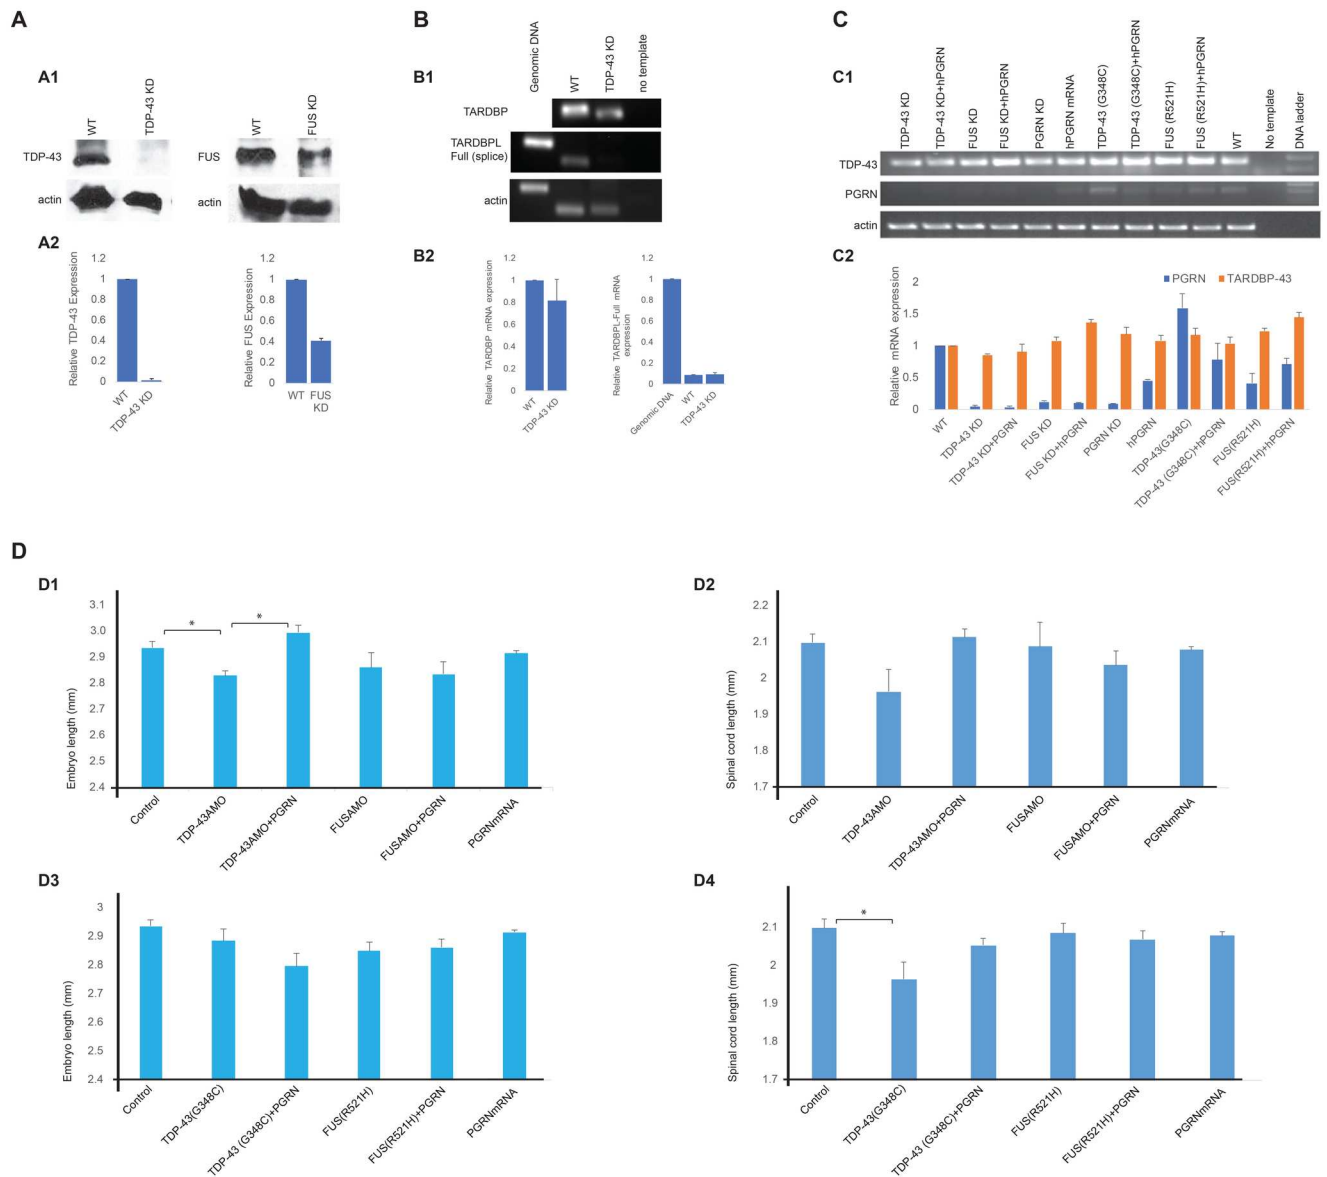 A
A1
WT
TDP-43 KD
TDP-43
actin
WT
FUS KD
FUS
actin
A2
Relative TDP-43 Expression
1.2
1
0.8
0.6
0.4
0.2
0
WT
TDP-43 KD
Relative FUS Expression
1.2
1
0.8
0.6
0.4
0.2
0
WT
FUS
KD
B
B1
Genomic DNA
WT
TDP-43 KD
no template
TARDBP
TARDBPL
Full (splice)
actin
B2
Relative TARDBP mRNA expression
1.2
1
0.8
0.6
0.4
0.2
0
WT
TDP-43 KD
Relative TARDBPL-Full mRNA
expression
1.2
1
0.8
0.6
0.4
0.2
0
Genomic DNA
WT
TDP-43 KD
C
C1
TDP-43 KD
TDP-43 KD+hPGRN
FUS KD
FUS KD+hPGRN
PGRN KD
hPGRN mRNA
TDP-43 (G348C)
TDP-43 (G348C)+hPGRN
FUS (R521H)
FUS (R521H)+hPGRN
WT
No template
DNA ladder
TDP-43
PGRN
actin
C2
PGRN
TARDBP-43
Relative mRNA expression
2
1.5
1
0.5
0
WT
TDP-43 KD
TDP-43 KD+PGRN
FUS KD
FUS KD+hPGRN
PGRN KD
hPGRN
TDP-43(G348C)
TDP-43 (G348C)+hPGRN
FUS(R521H)
FUS(R521H)+hPGRN
D
D1
Embryo length (mm)
3.1
3.0
2.9
2.8
2.7
2.6
2.5
2.4
*
*
Control
TDP-43AMO
TDP-43AMO+PGRN
FUSAMO
FUSAMO+PGRN
PGRNmRNA
D2
Spinal cord length (mm)
2.2
2.1
2
1.9
1.8
1.7
Control
TDP-43AMO
TDP-43AMO+PGRN
FUSAMO
FUSAMO+PGRN
PGRNmRNA
D3
Embryo length (mm)
3
2.9
2.8
2.7
2.6
2.5
2.4
Control
TDP-43(G348C)
TDP-43 (G348C)+PGRN
FUS(R521H)
FUS(R521H)+PGRN
PGRNmRNA
D4
Spinal cord length (mm)
2.1
2
1.9
1.8
1.7
*
Control
TDP-43(G348C)
TDP-43 (G348C)+PGRN
FUS(R521H)
FUS(R521H)+PGRN
PGRNmRNA